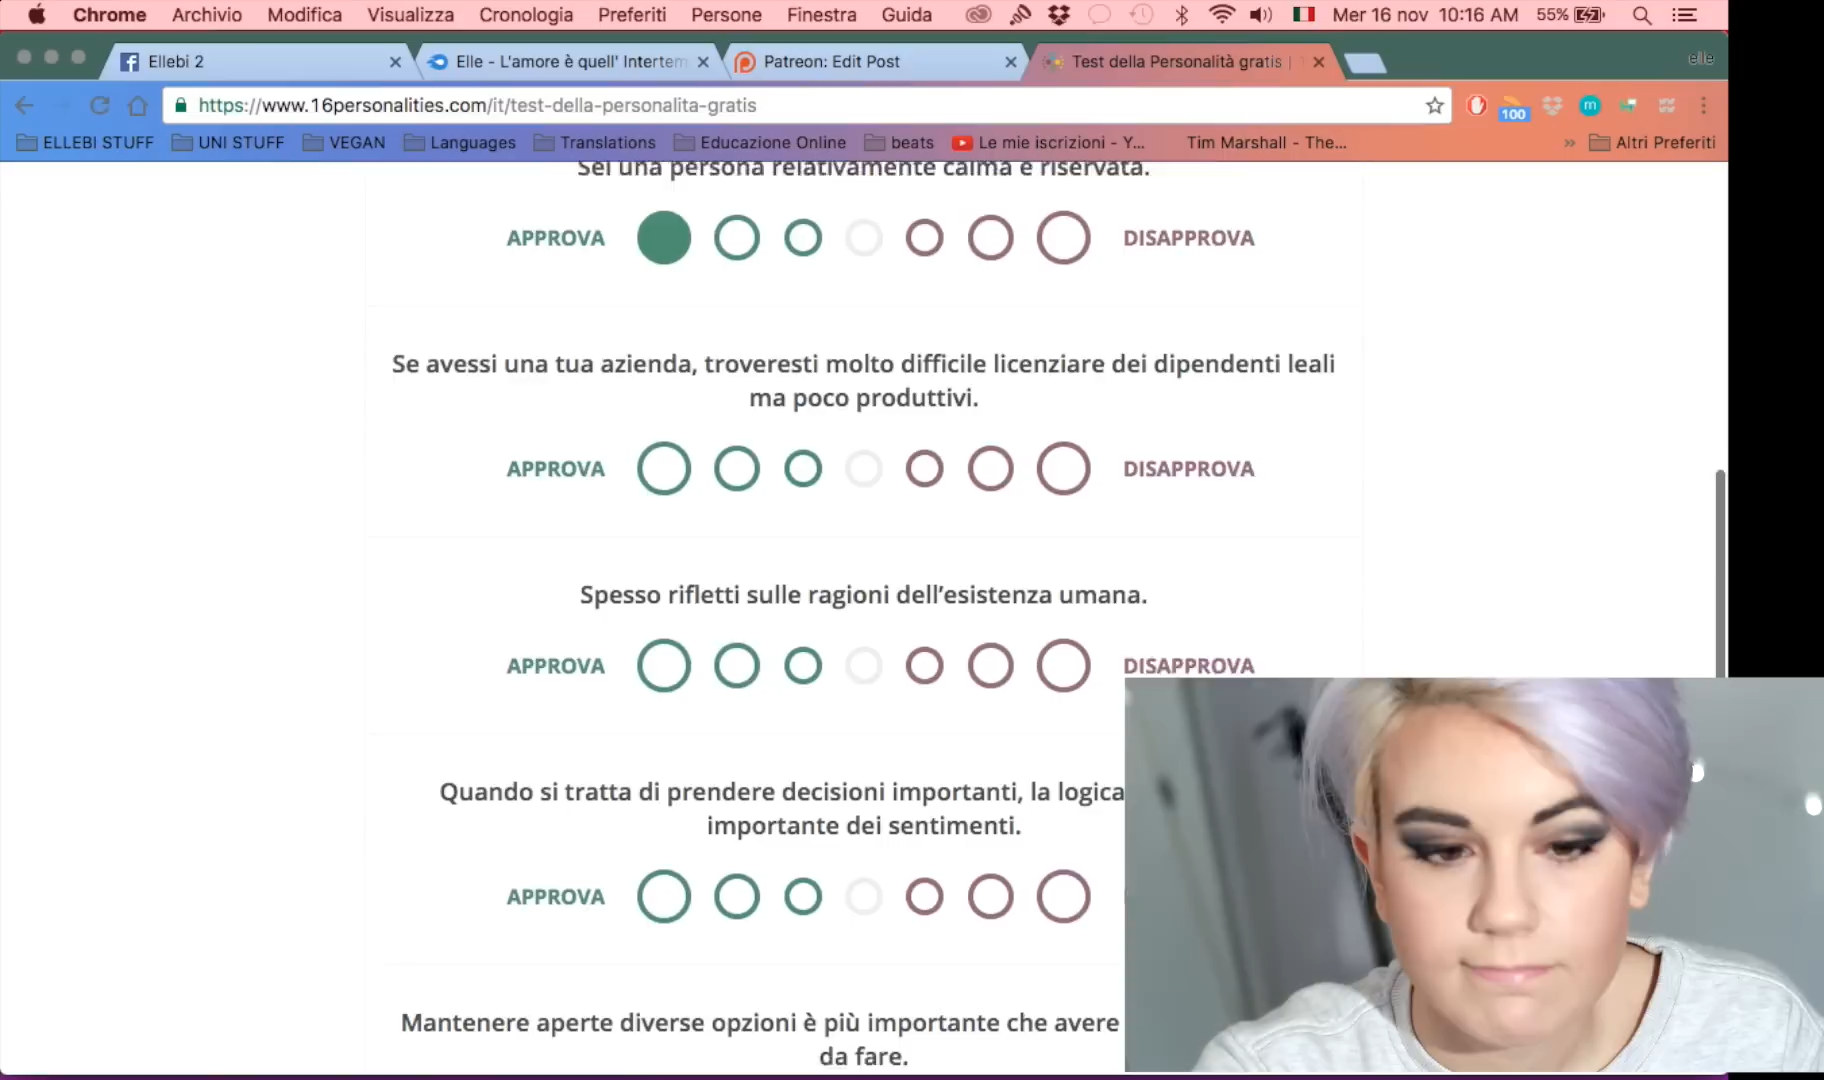 Chrome Archivio Modifica Visualizza Cronologia Preferiti Persone Finestra Guida Mer 16 nov 10:16 AM 55%
Ellebi 2 Elle - L'amore è quell' Intertem Patreon: Edit Post Test della Personalità gratis | elle
https://www.16personalities.com/it/test-della-personalita-gratis 100 m
ELLEBI STUFF UNI STUFF VEGAN Languages Translations Educazione Online beats Le mie iscrizioni - Y... Tim Marshall - The... » Altri Preferiti
Sei una persona relativamente calma e riservata.
APPROVA DISAPPROVA
Se avessi una tua azienda, troveresti molto difficile licenziare dei dipendenti leali
ma poco produttivi.
APPROVA DISAPPROVA
Spesso rifletti sulle ragioni dell’esistenza umana.
APPROVA DISAPPROVA
Quando si tratta di prendere decisioni importanti, la logica
importante dei sentimenti.
APPROVA
Mantenere aperte diverse opzioni è più importante che avere
da fare.